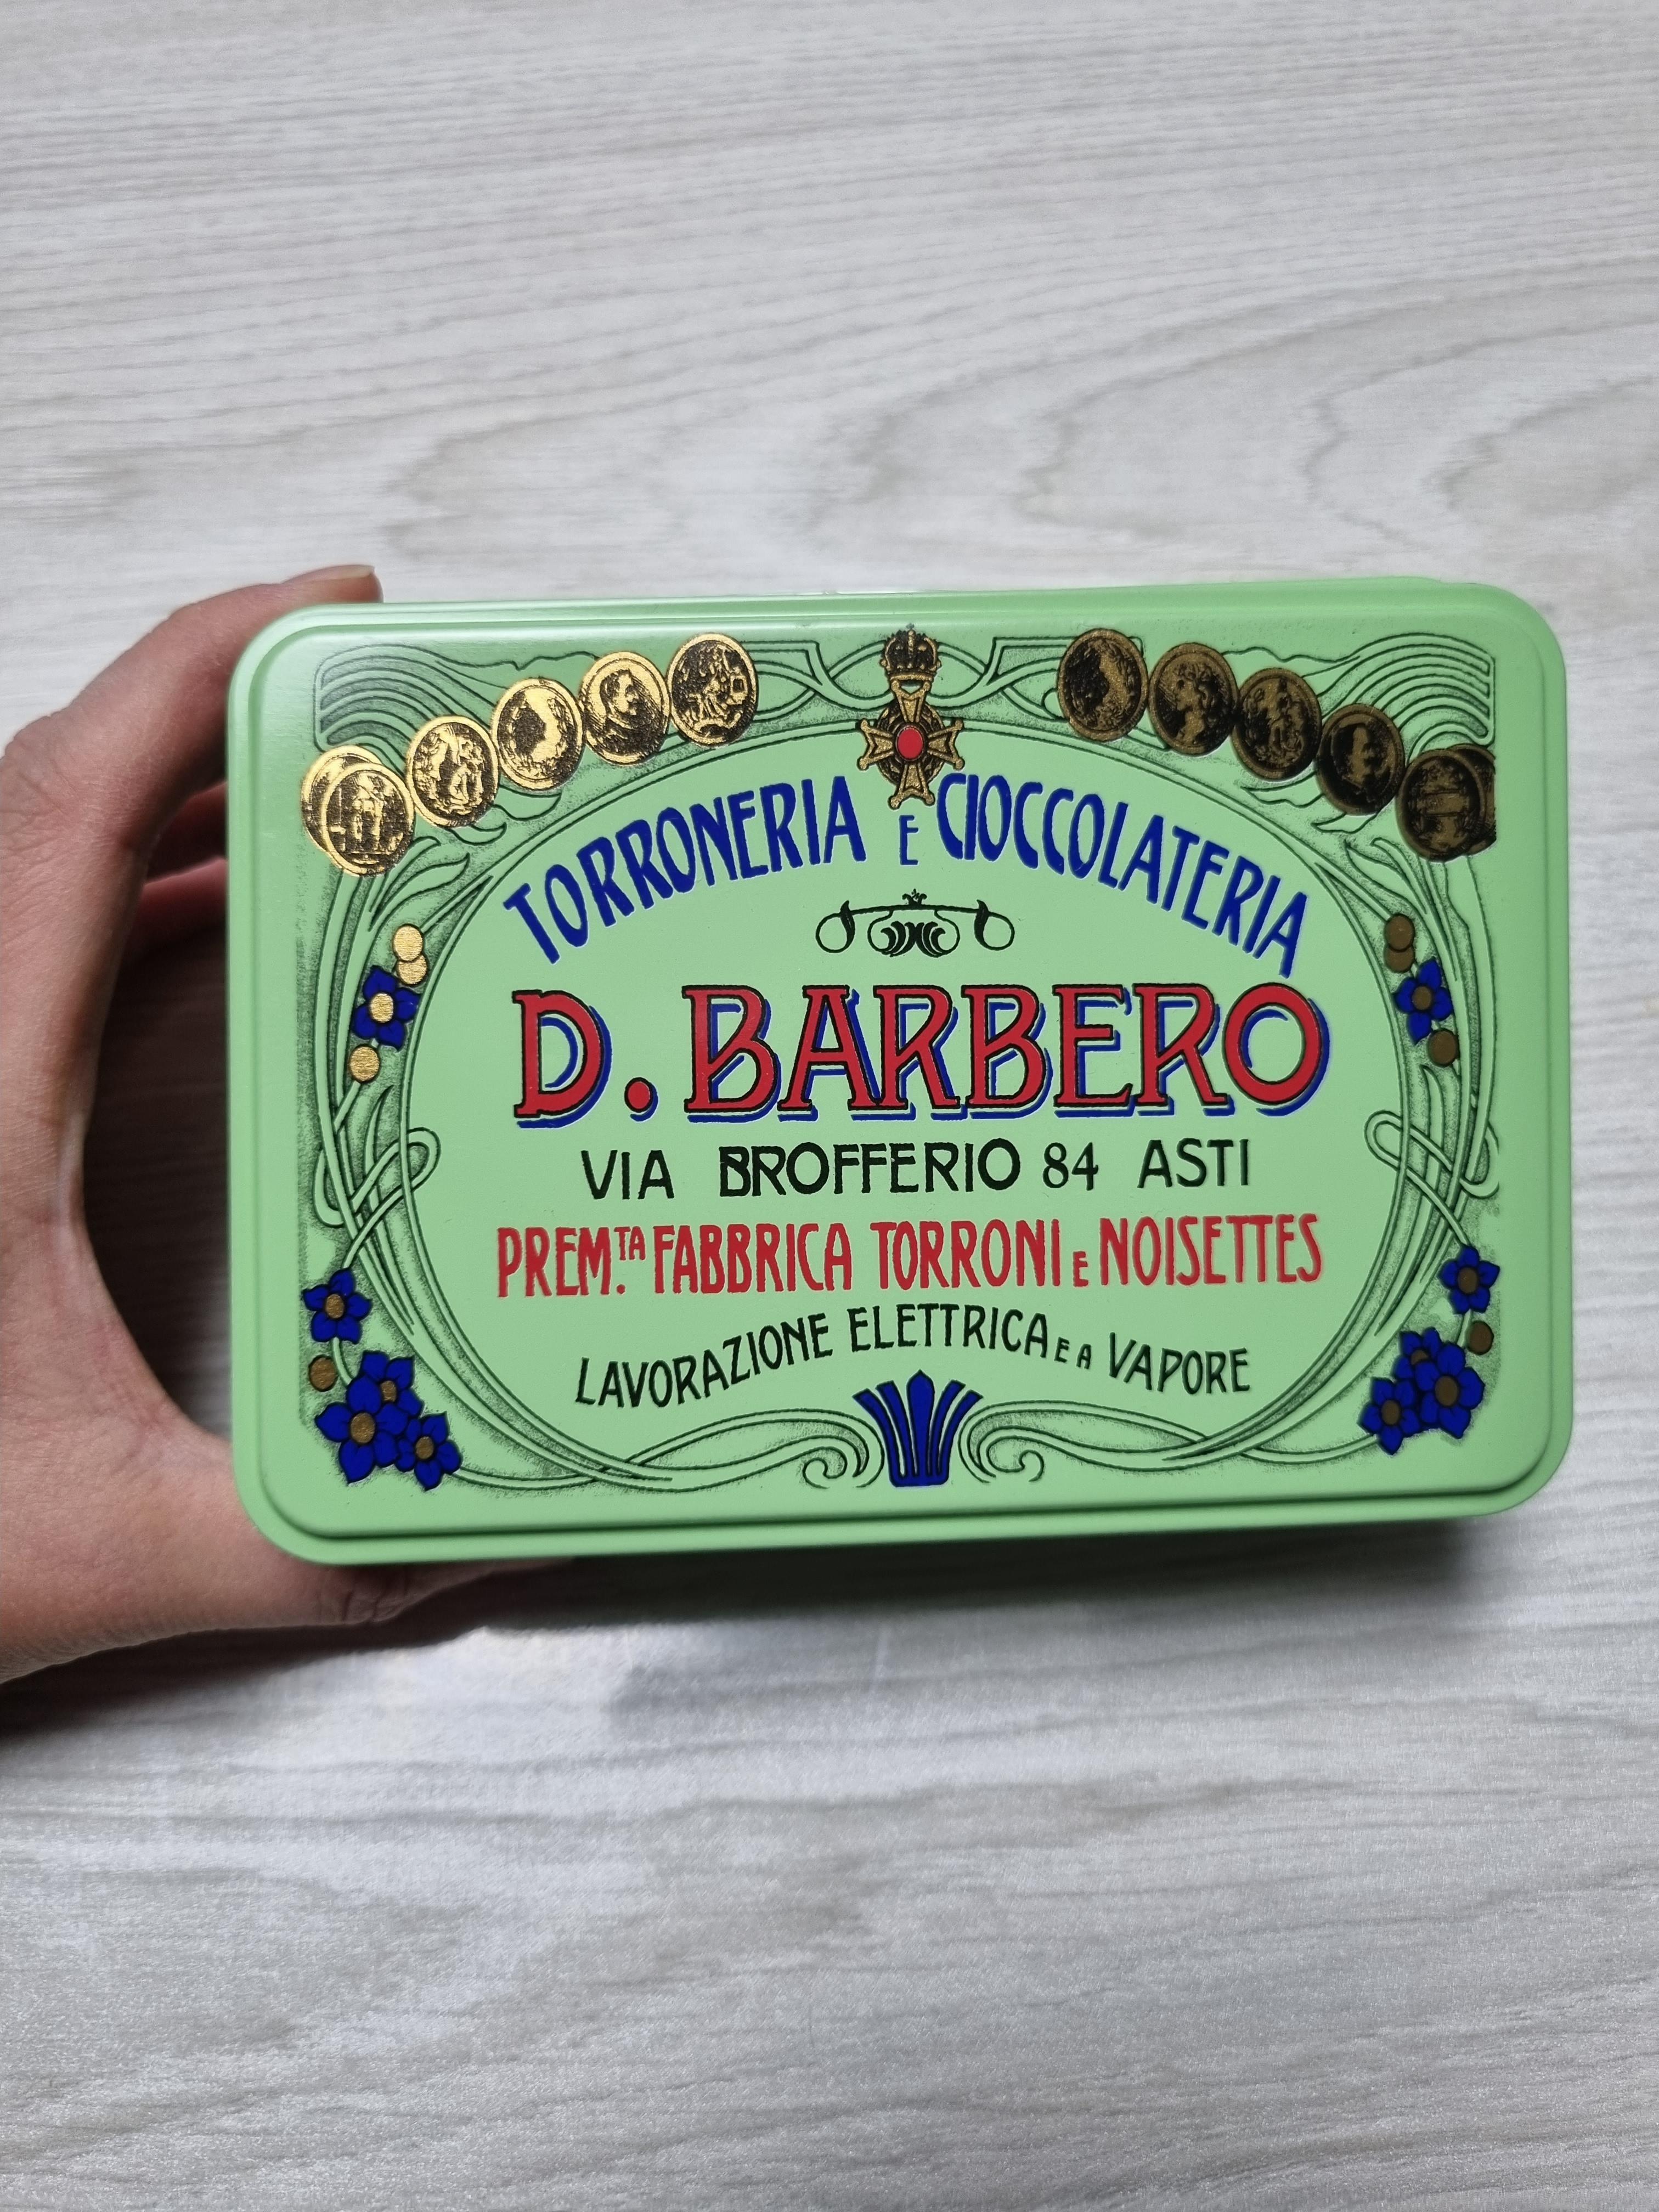 TORRONERIA E CIOCCOLATERIA
D. BARBERO
VIA BROFFERIO 84 ASTI
PREM.TA FABBRICA TORRONI E NOISETTES
LAVORAZIONE ELETTRICA E A VAPORE